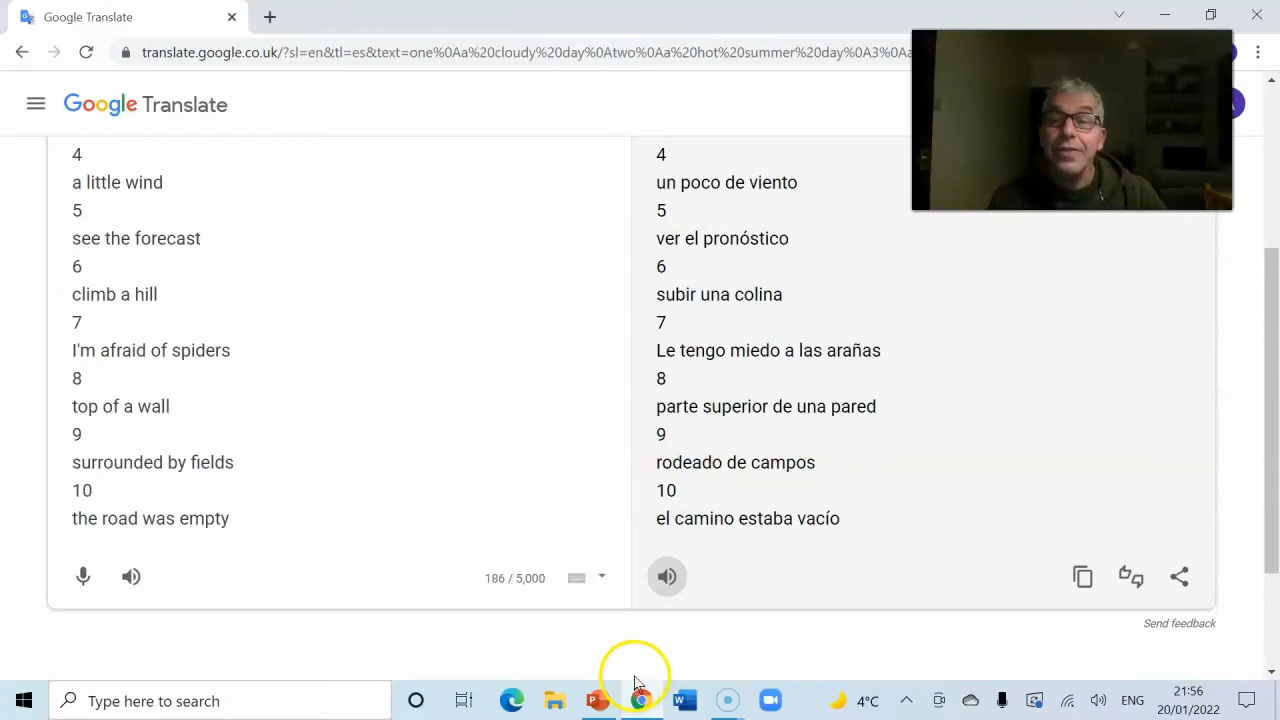 Google Translate
translate.google.co.uk/?sl=en&tl=es&text=one%0Aa%20cloudy%20day%0Atwo%0Aa%20hot%20summer%20day%0A3%0Aa
Google Translate
4
a little wind
5
see the forecast
6
climb a hill
7
I'm afraid of spiders
8
top of a wall
9
surrounded by fields
10
the road was empty
186 / 5,000
4
un poco de viento
5
ver el pronóstico
6
subir una colina
7
Le tengo miedo a las arañas
8
parte superior de una pared
9
rodeado de campos
10
el camino estaba vacío
Send feedback
Type here to search
4°C
ENG
21:56
20/01/2022